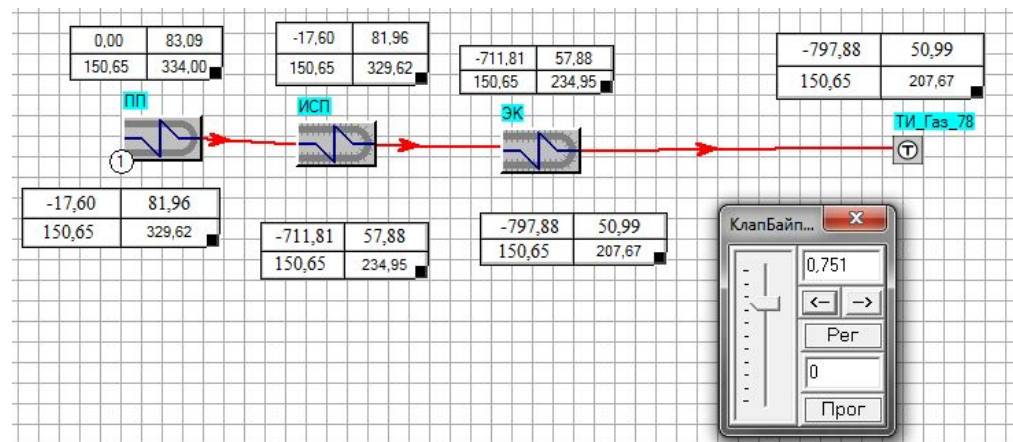 0,00 83,09
150,65 334,00
-17,60 81,96
150,65 329,62
-711,81 57,88
150,65 234,95
-797,88 50,99
150,65 207,67
ПП
ИСП
ЭК
ТИ_Газ_78
1
T
-17,60 81,96
150,65 329,62
-711,81 57,88
150,65 234,95
-797,88 50,99
150,65 207,67
КлапБайп...
0,751
<-- -->
Рег
0
Прог